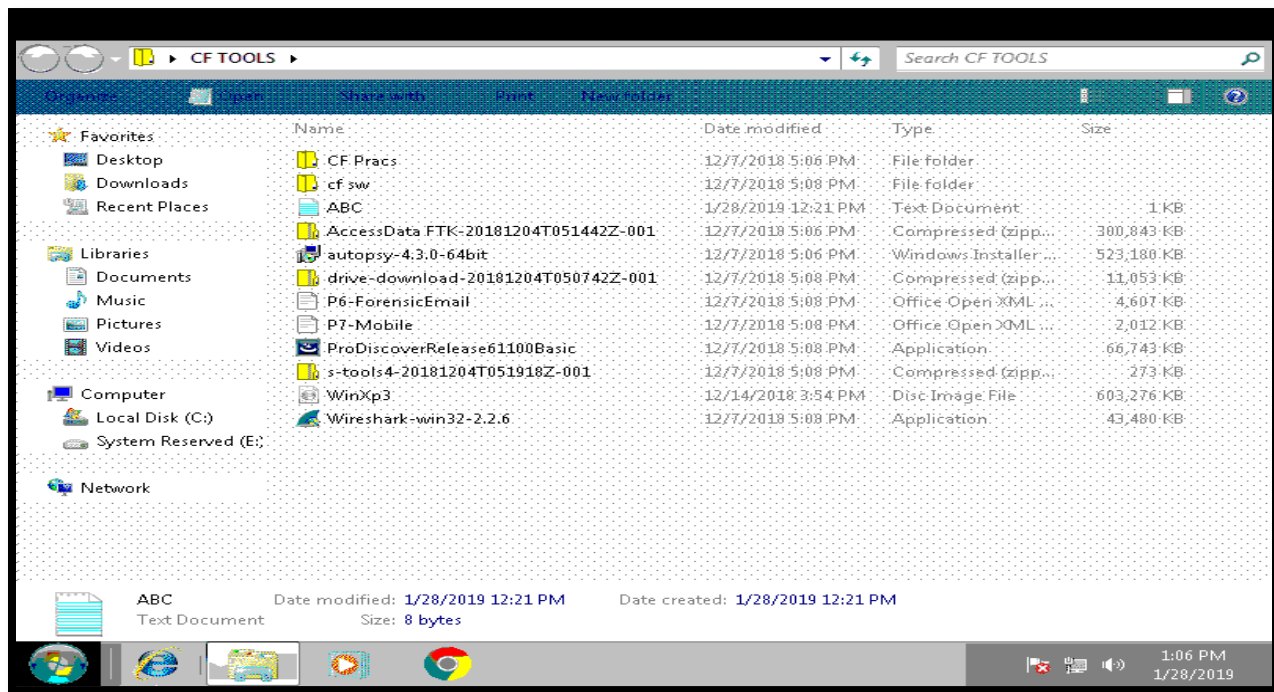 CF TOOLS Search CF TOOLS
Organize Open Share with Print New folder
Favorites
Desktop
Downloads
Recent Places
Libraries
Documents
Music
Pictures
Videos
Computer
Local Disk (C:)
System Reserved (E:)
Network
Name Date modified Type Size
CF Pracs 12/7/2018 5:06 PM File folder
cf sw 12/7/2018 5:08 PM File folder
ABC 1/28/2019 12:21 PM Text Document 1 KB
AccessData FTK-20181204T051442Z-001 12/7/2018 5:06 PM Compressed (zipp... 300,843 KB
autopsy-4.3.0-64bit 12/7/2018 5:06 PM Windows Installer ... 523,180 KB
drive-download-20181204T050742Z-001 12/7/2018 5:08 PM Compressed (zipp... 11,053 KB
P6-ForensicEmail 12/7/2018 5:08 PM Office Open XML ... 4,607 KB
P7-Mobile 12/7/2018 5:08 PM Office Open XML ... 2,012 KB
ProDiscoverRelease61100Basic 12/7/2018 5:08 PM Application 66,743 KB
s-tools4-20181204T051918Z-001 12/7/2018 5:08 PM Compressed (zipp... 273 KB
WinXp3 12/14/2018 3:54 PM Disc Image File 603,276 KB
Wireshark-win32-2.2.6 12/7/2018 5:08 PM Application 43,480 KB
ABC Date modified: 1/28/2019 12:21 PM Date created: 1/28/2019 12:21 PM
Text Document Size: 8 bytes
1:06 PM
1/28/2019